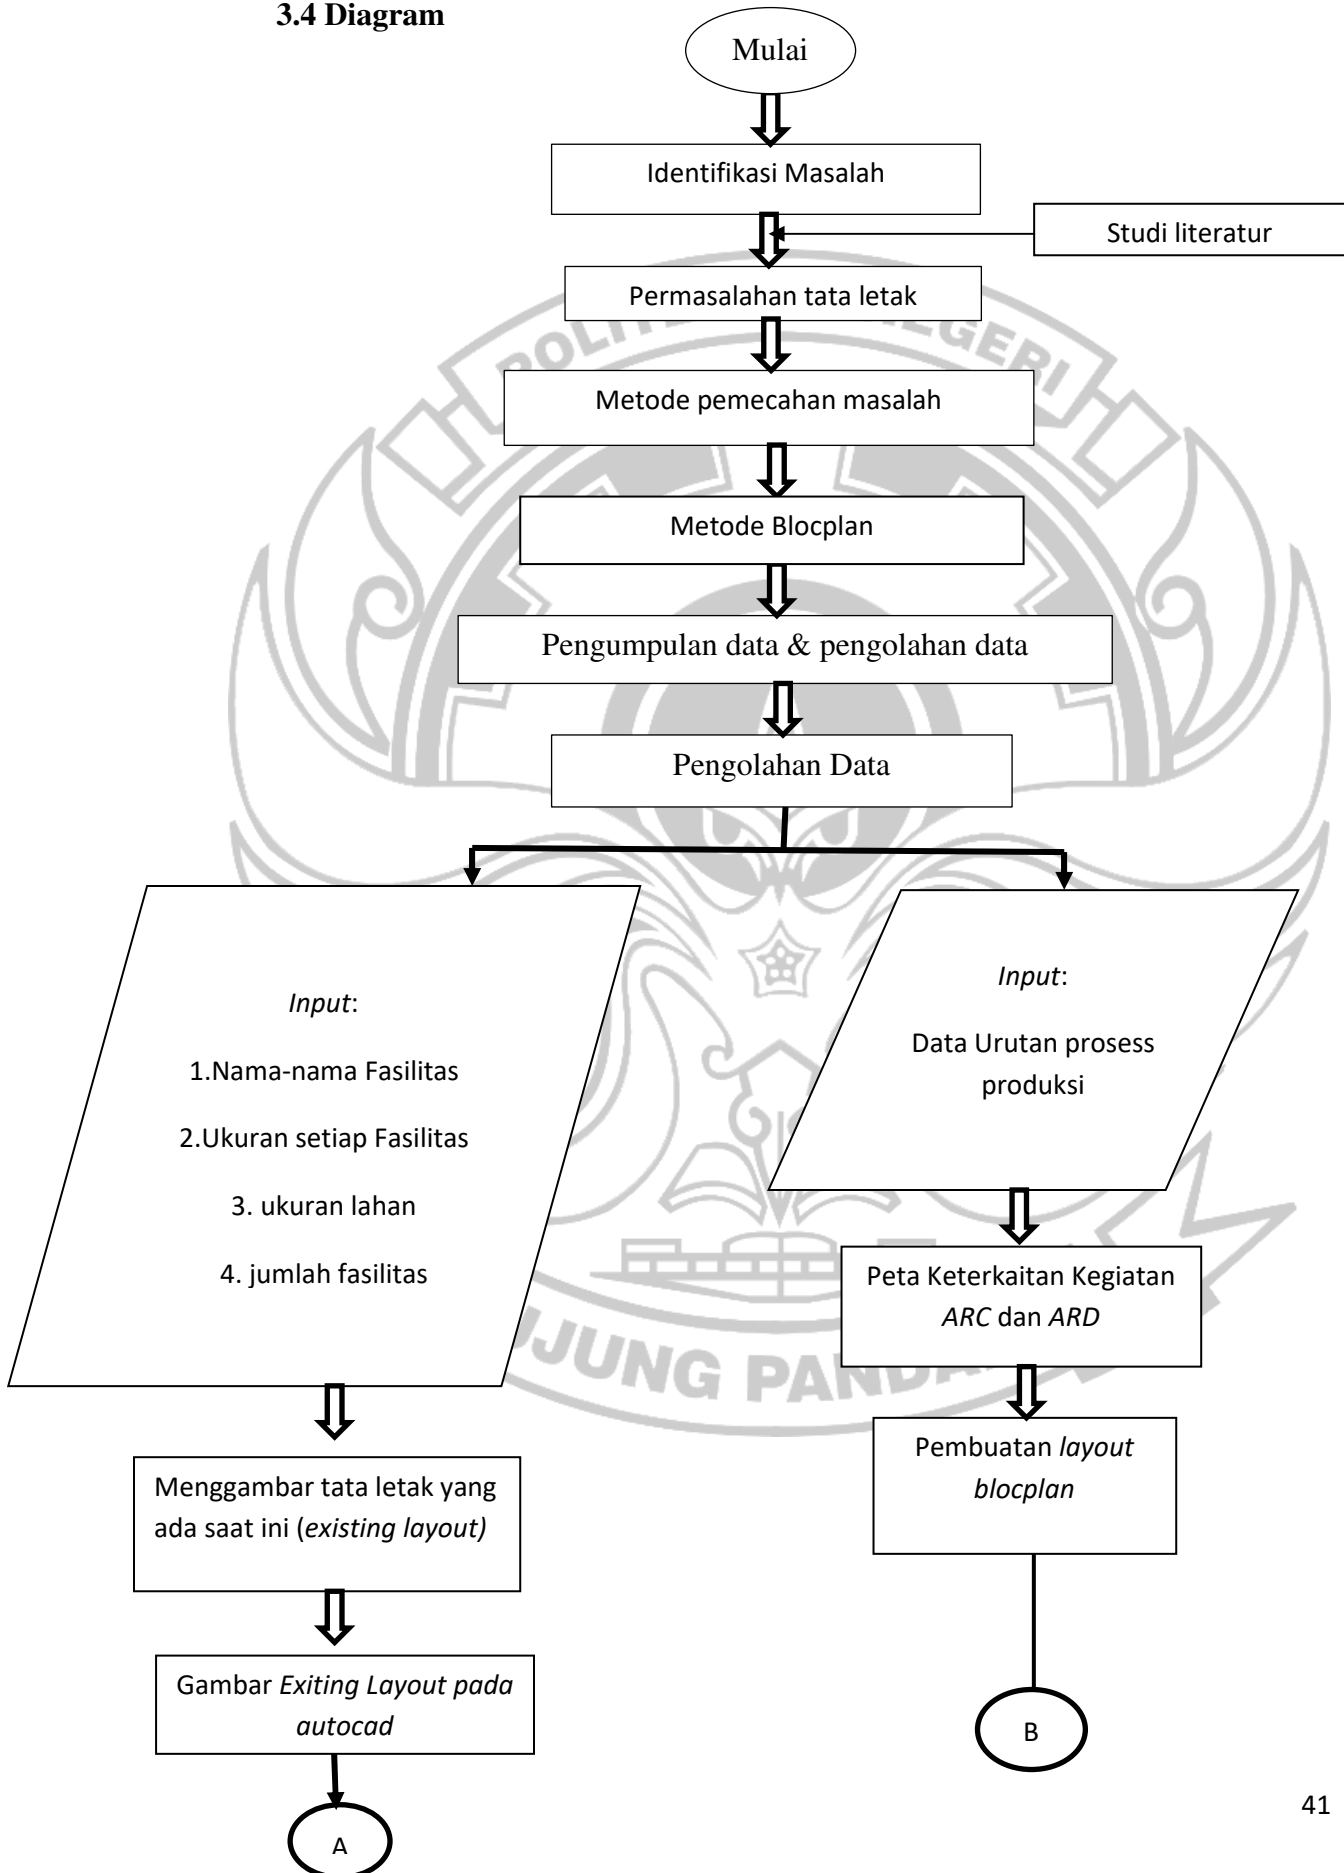 3.4 Diagram
Mulai
Identifikasi Masalah
Studi literatur
Permasalahan tata letak
Metode pemecahan masalah
Metode Blocplan
Pengumpulan data & pengolahan data
Pengolahan Data
Input:
1.Nama-nama Fasilitas
2.Ukuran setiap Fasilitas
3. ukuran lahan
4. jumlah fasilitas
Input:
Data Urutan prosess
produksi
Peta Keterkaitan Kegiatan
ARC dan ARD
Pembuatan layout
blocplan
Menggambar tata letak yang
ada saat ini (existing layout)
Gambar Exiting Layout pada
autocad
B
A
41